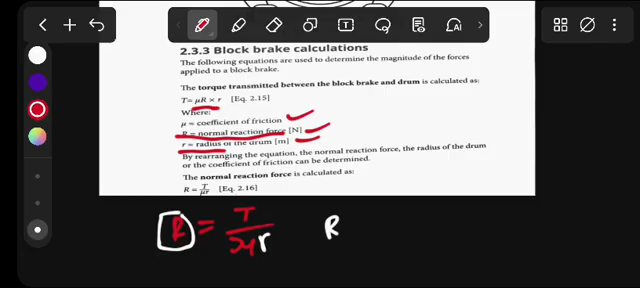 2.3.3 Block brake calculations
The following equations are used to determine the magnitude of the forces
applied to a block brake.
The torque transmitted between the block brake and drum is calculated as:
T= μR × r [Eq. 2.15]
Where:
μ = coefficient of friction
R = normal reaction force [N]
r = radius of the drum [m]
By rearranging the equation, the normal reaction force, the radius of the drum
or the coefficient of friction can be determined.
The normal reaction force is calculated as:
R = T/μr [Eq. 2.16]
R = T/μr R